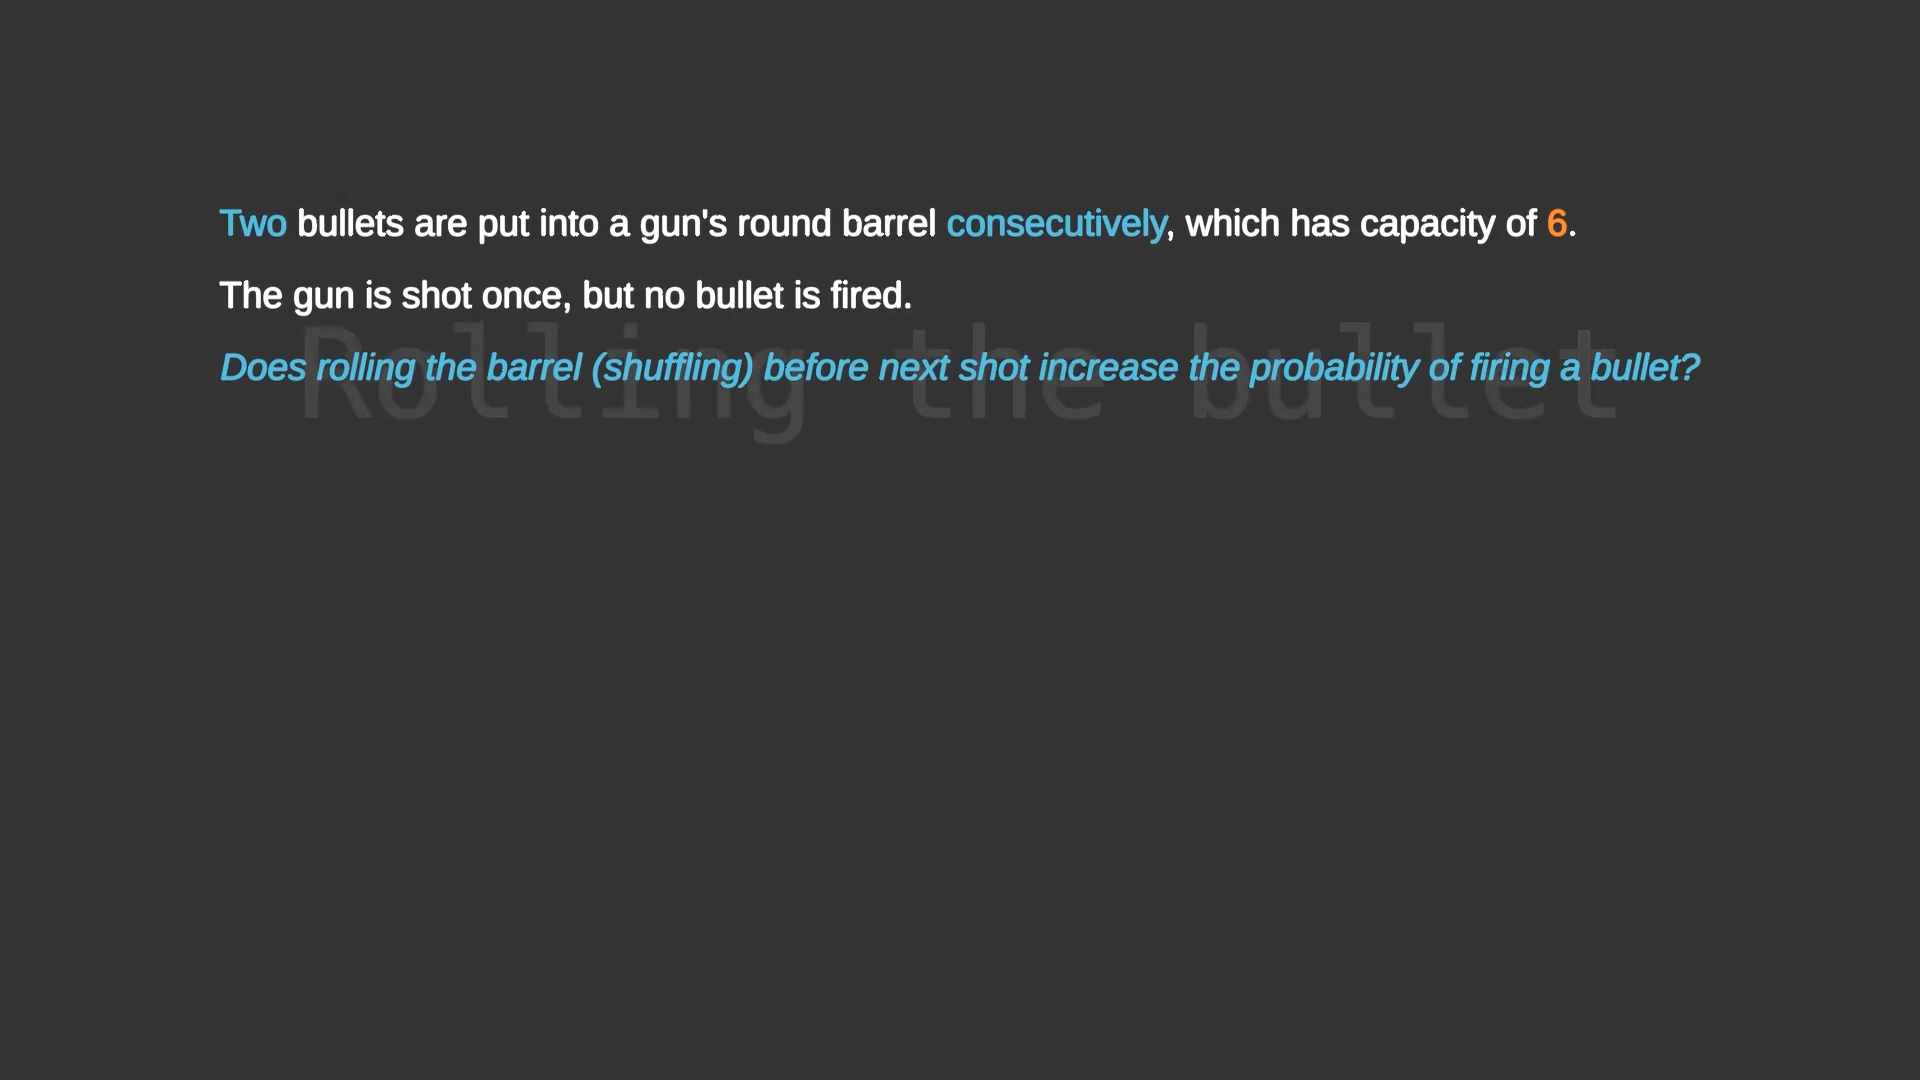 Two bullets are put into a gun's round barrel consecutively, which has capacity of 6.
The gun is shot once, but no bullet is fired.
Does rolling the barrel (shuffling) before next shot increase the probability of firing a bullet?
Rolling the bullet